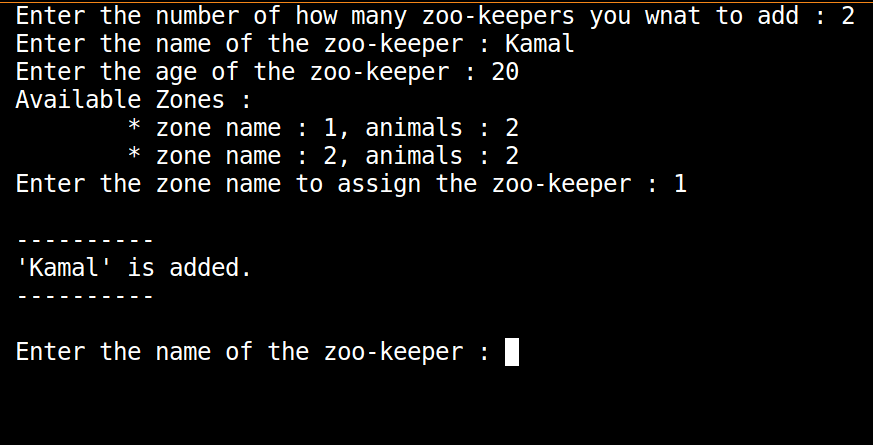 Enter the number of how many zoo-keepers you wnat to add : 2
Enter the name of the zoo-keeper : Kamal
Enter the age of the zoo-keeper : 20
Available Zones :
        * zone name : 1, animals : 2
        * zone name : 2, animals : 2
Enter the zone name to assign the zoo-keeper : 1
----------
'Kamal' is added.
----------
Enter the name of the zoo-keeper :